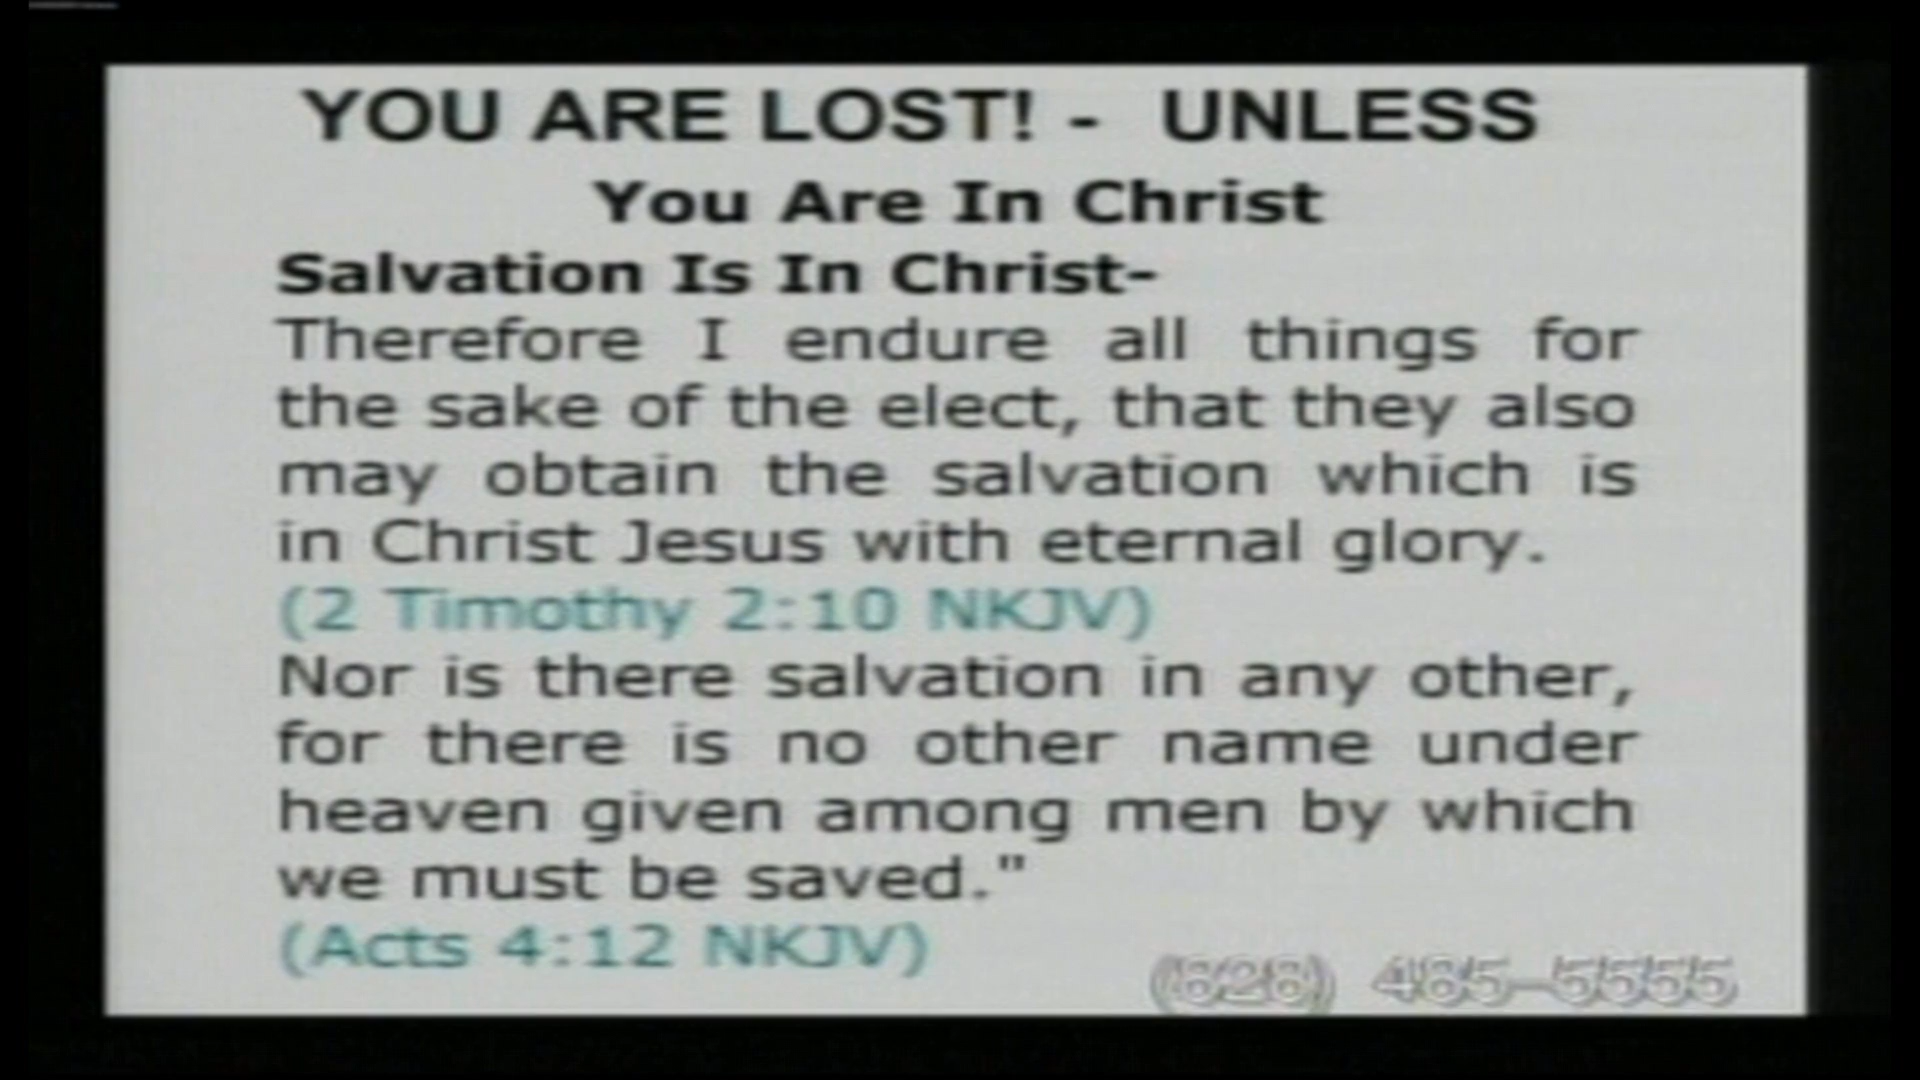 YOU ARE LOST! - UNLESS
You Are In Christ
Salvation Is In Christ-
Therefore I endure all things for
the sake of the elect, that they also
may obtain the salvation which is
in Christ Jesus with eternal glory.
(2 Timothy 2:10 NKJV)
Nor is there salvation in any other,
for there is no other name under
heaven given among men by which
we must be saved."
(Acts 4:12 NKJV)